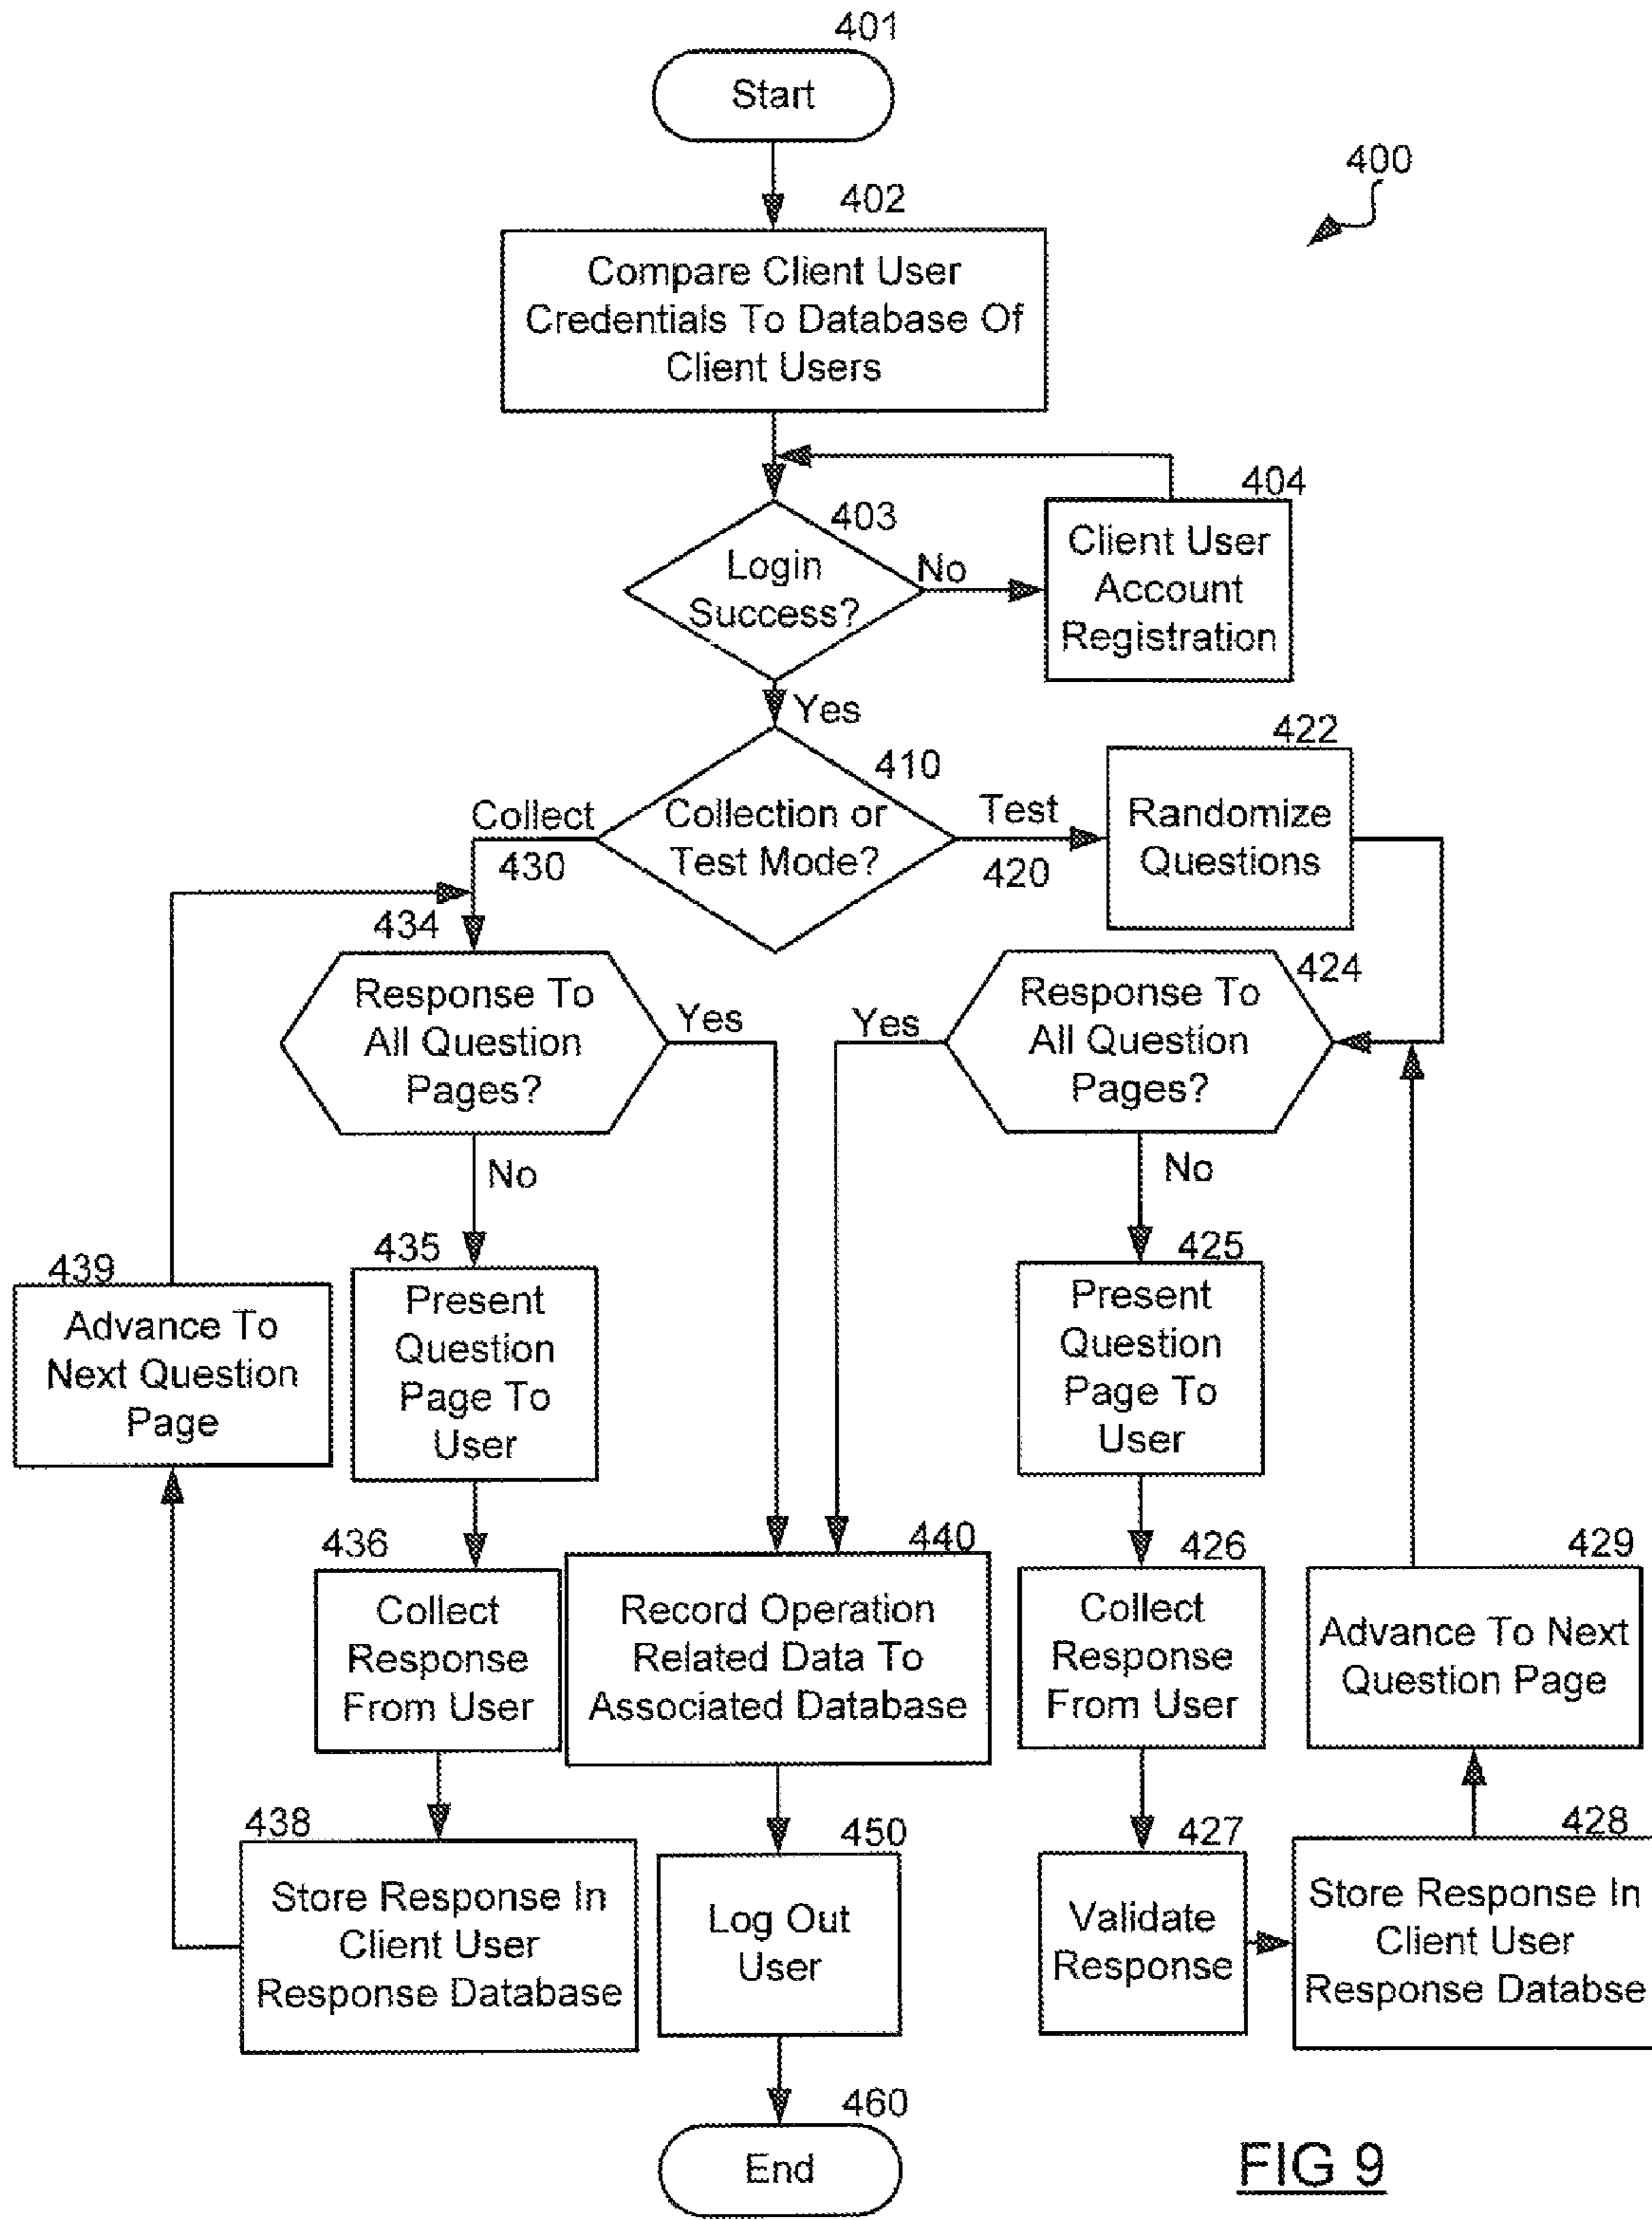 401
Start
400
402
Compare Client User
Credentials To Database Of
Client Users
403
Login
Success?
No
404
Client User
Account
Registration
Yes
410
Collection or
Test Mode?
Collect
430
Test
420
422
Randomize
Questions
434
Response To
All Question
Pages?
Yes
No
424
Response To
All Question
Pages?
Yes
No
439
Advance To
Next Question
Page
435
Present
Question
Page To
User
425
Present
Question
Page To
User
436
Collect
Response
From User
440
Record Operation
Related Data To
Associated Database
426
Collect
Response
From User
429
Advance To Next
Question Page
438
Store Response In
Client User
Response Database
450
Log Out
User
427
Validate
Response
428
Store Response In
Client User
Response Databse
460
End
FIG 9